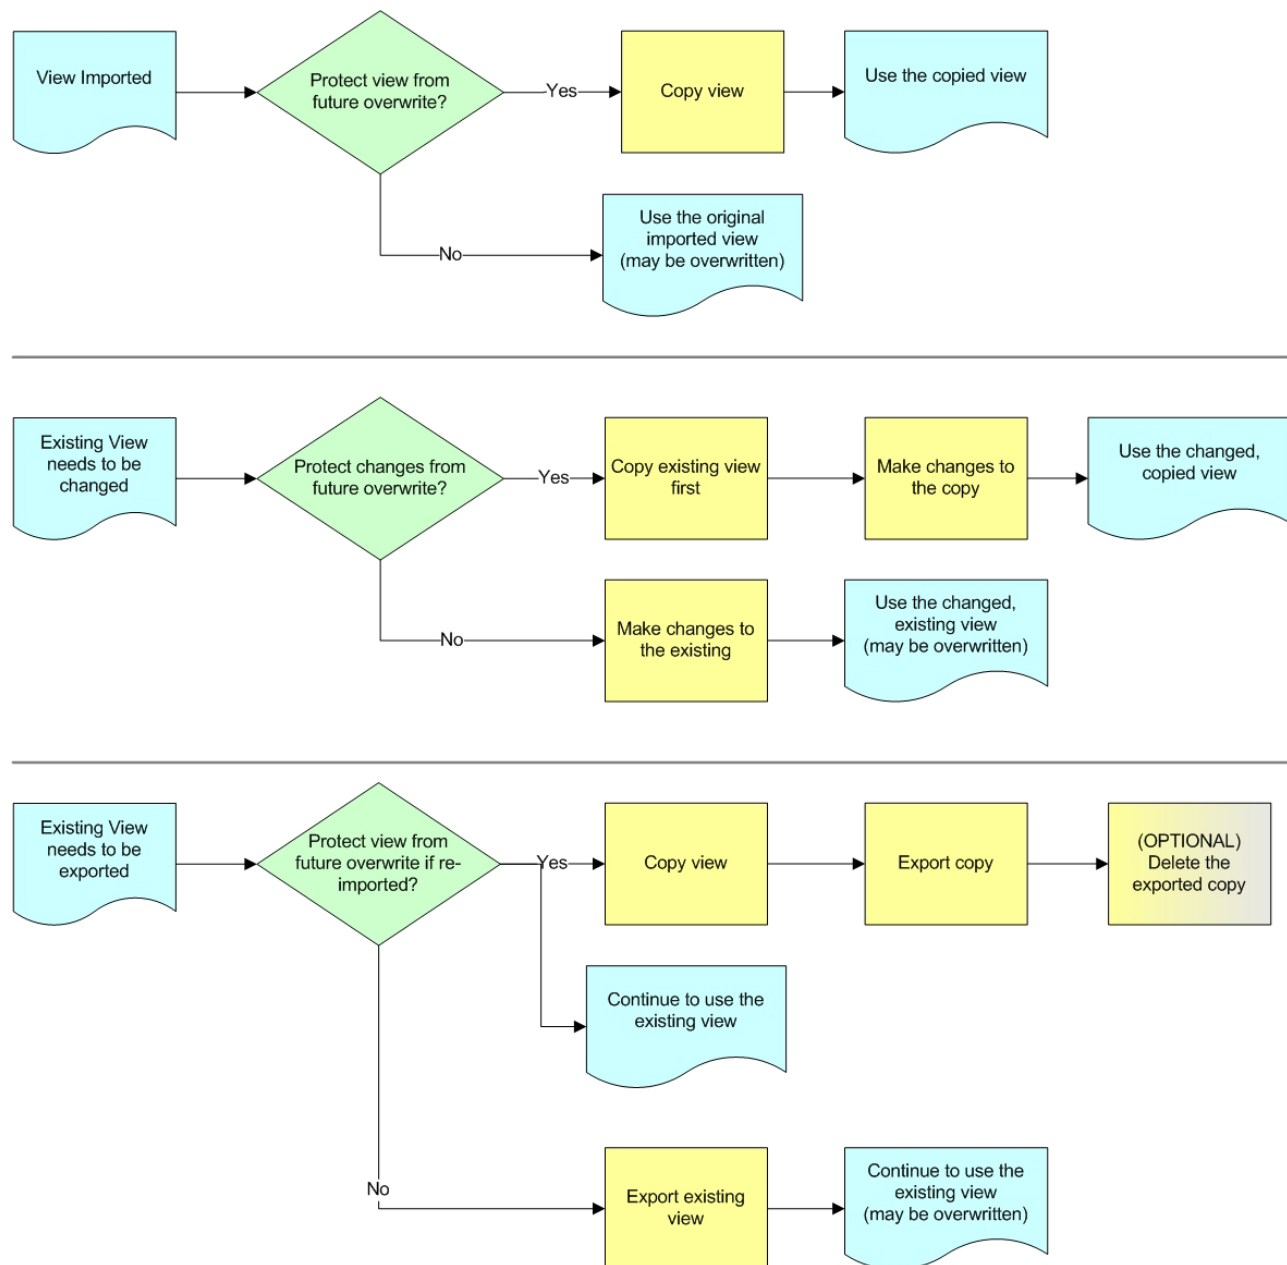 View Imported
Protect view from
future overwrite?
Yes
Copy view
Use the copied view
No
Use the original
imported view
(may be overwritten)
Existing View
needs to be
changed
Protect changes from
future overwrite?
Yes
Copy existing view
first
Make changes to
the copy
Use the changed,
copied view
No
Make changes to
the existing
Use the changed,
existing view
(may be overwritten)
Existing View
needs to be
exported
Protect view from
future overwrite if re-
imported?
Yes
Copy view
Export copy
(OPTIONAL)
Delete the
exported copy
Continue to use the
existing view
No
Export existing
view
Continue to use the
existing view
(may be overwritten)